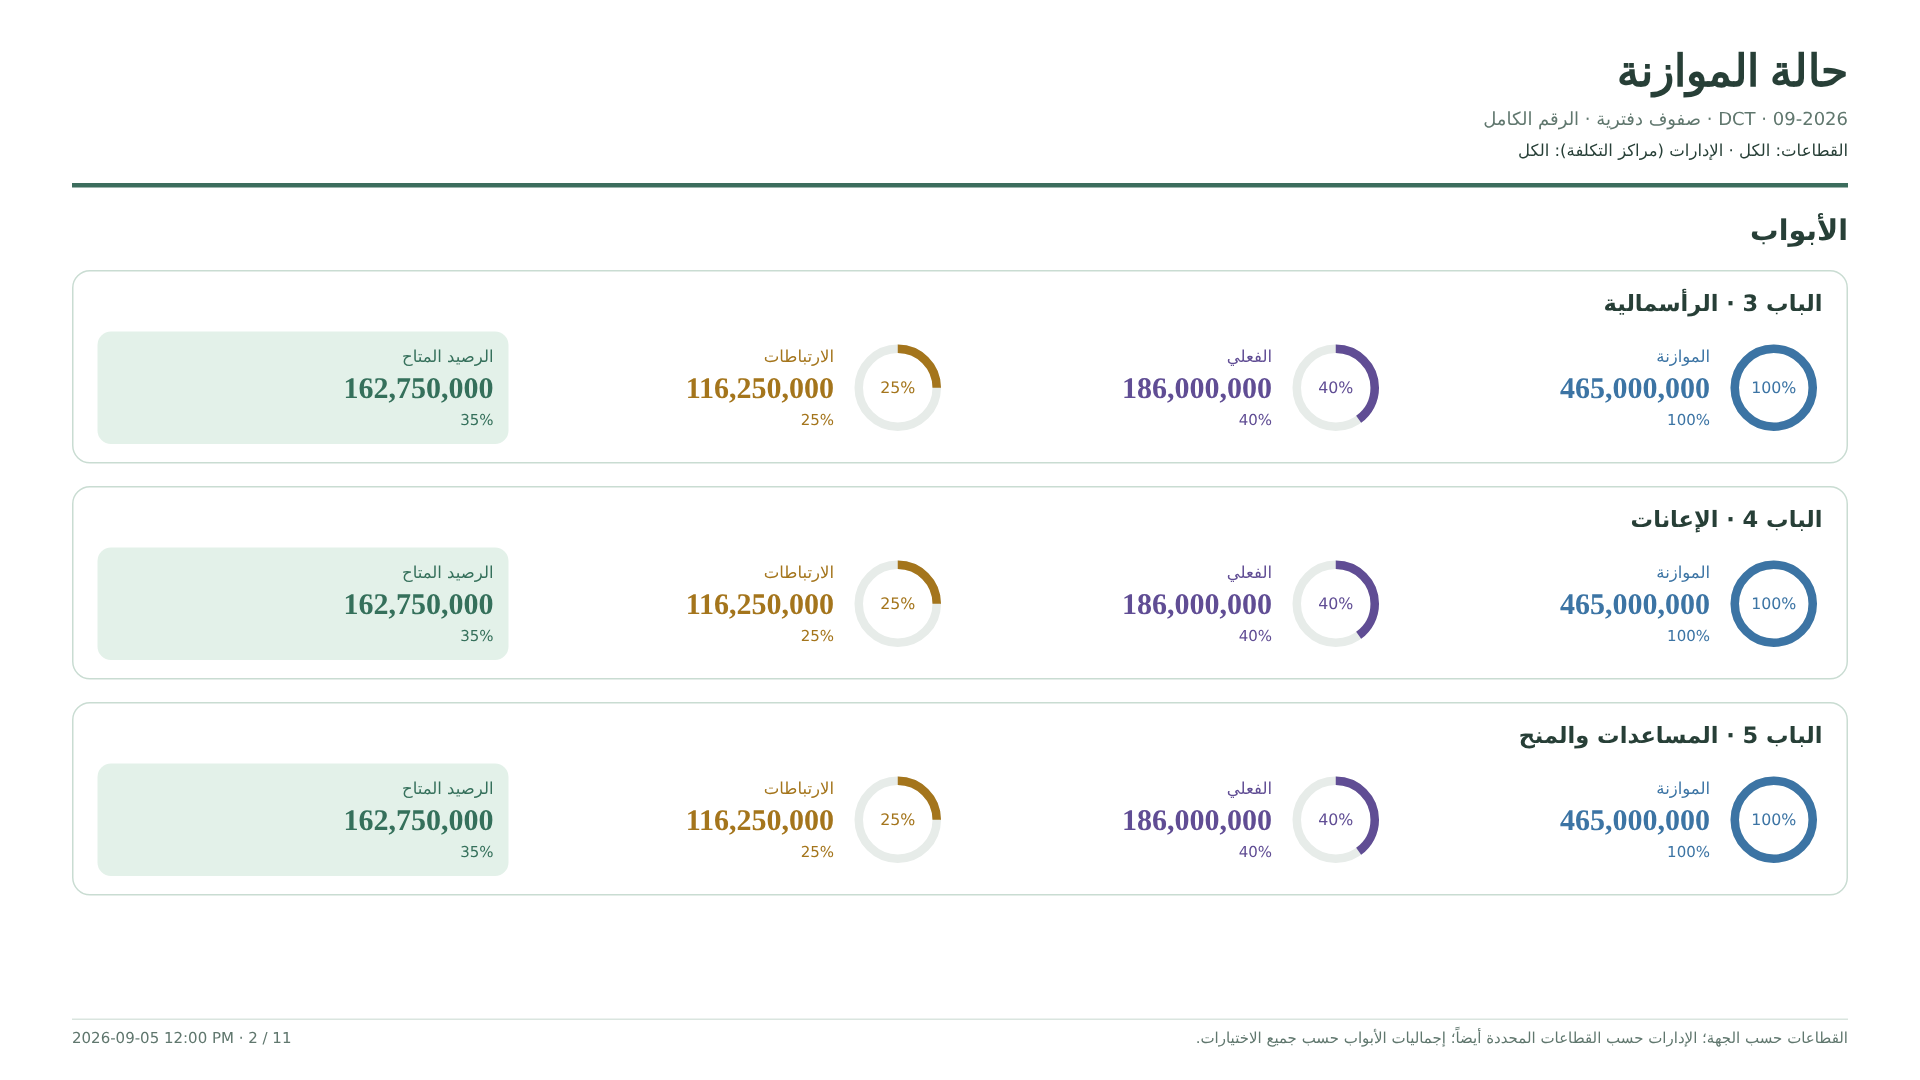 حالة الموازنة
DCT · 09-2026 · صفوف دفترية · الرقم الكامل
القطاعات: الكل · الإدارات (مراكز التكلفة): الكل
الأبواب
الباب 3 · الرأسمالية
100%
الموازنة
465,000,000
100%
40%
الفعلي
186,000,000
40%
25%
الارتباطات
116,250,000
25%
الرصيد المتاح
162,750,000
35%
الباب 4 · الإعانات
100%
الموازنة
465,000,000
100%
40%
الفعلي
186,000,000
40%
25%
الارتباطات
116,250,000
25%
الرصيد المتاح
162,750,000
35%
الباب 5 · المساعدات والمنح
100%
الموازنة
465,000,000
100%
40%
الفعلي
186,000,000
40%
25%
الارتباطات
116,250,000
25%
الرصيد المتاح
162,750,000
35%
القطاعات حسب الجهة؛ الإدارات حسب القطاعات المحددة أيضاً؛ إجماليات الأبواب حسب جميع الاختيارات.
2026-09-05 12:00 PM · 2 / 11